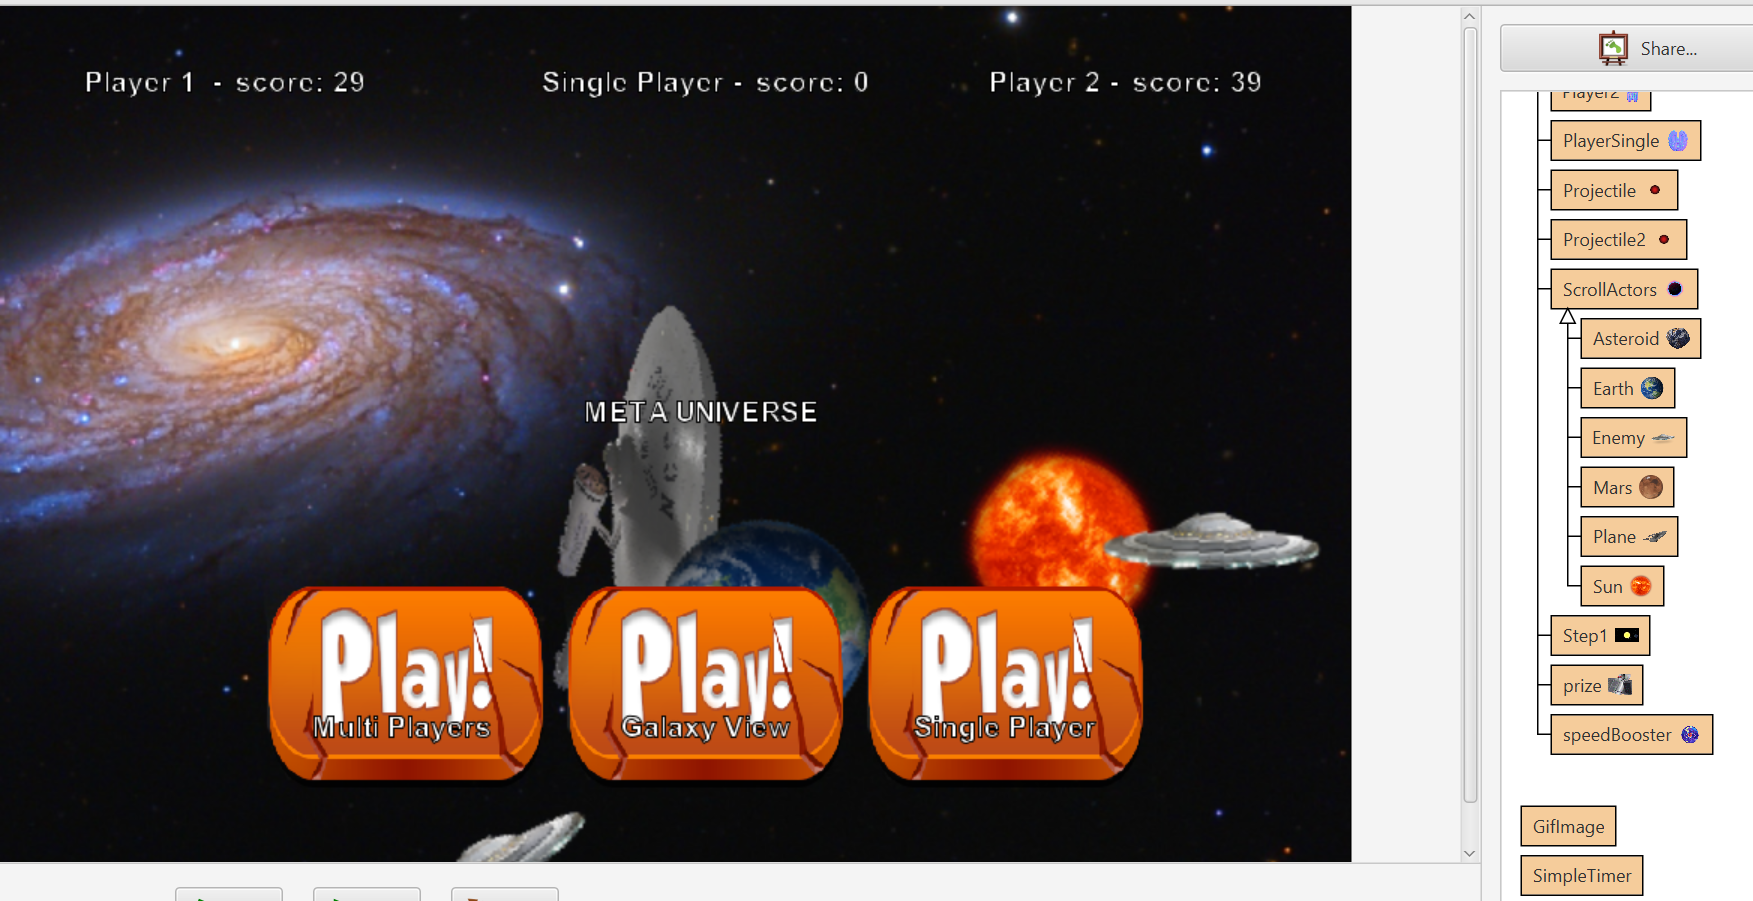 Player 1 - score: 29
Single Player - score: 0
Player 2 - score: 39
META UNIVERSE
Play!
Multi Players
Play!
Galaxy View
Play!
Single Player
Share...
Player2
PlayerSingle
Projectile
Projectile2
ScrollActors
Asteroid
Earth
Enemy
Mars
Plane
Sun
Step1
prize
speedBooster
GifImage
SimpleTimer